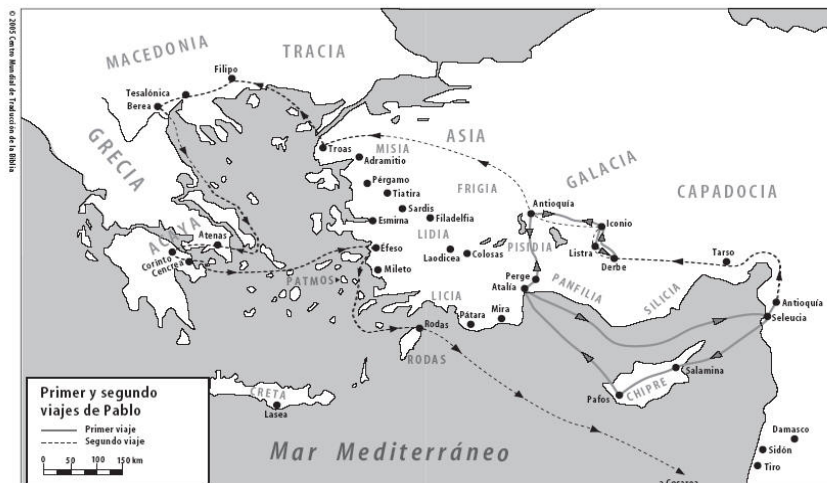 © 2005 Centro Mundial de Traducción de la Biblia
MACEDONIA
TRACIA
Filipo
Tesalónica
Berea
GRECIA
Troas
MISIA
ASIA
Adramitio
Pérgamo
Tiatira
Sardis
FRIGIA
Filadelfia
Esmirna
LIDIA
GALACIA
Antioquía
Iconio
CAPADOCIA
PISIDIA
Listra
Derbe
Tarso
ACAYA
Atenas
Corinto
Cencrea
Efeso
Mileto
Laodicea
Colosas
PATMOS
Perge
Atalía
PANFILIA
SILICIA
Antioquía
Seleucia
LICIA
Pátara
Mira
Rodas
RODAS
Salamina
CHIPRE
Pafos
CRETA
Lasea
Damasco
Sidón
Tiro
Mar Mediterráneo
Primer y segundo
viajes de Pablo
Primer viaje
Segundo viaje
0 50 100 150 km